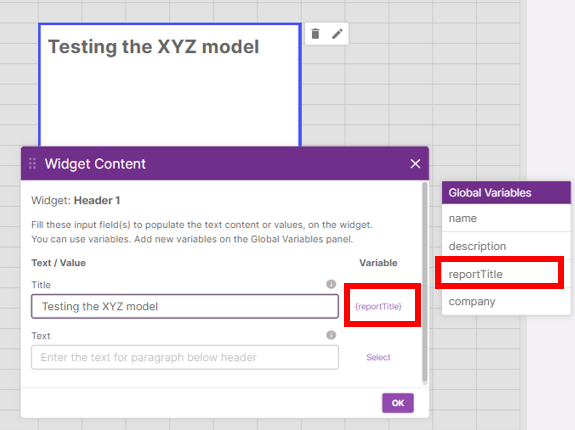 Testing the XYZ model
Widget Content
Widget: Header 1
Fill these input field(s) to populate the text content or values, on the widget.
You can use variables. Add new variables on the Global Variables panel.
Text / Value Variable
Title
Testing the XYZ model {reportTitle}
Text
Enter the text for paragraph below header Select
OK
Global Variables
name
description
reportTitle
company